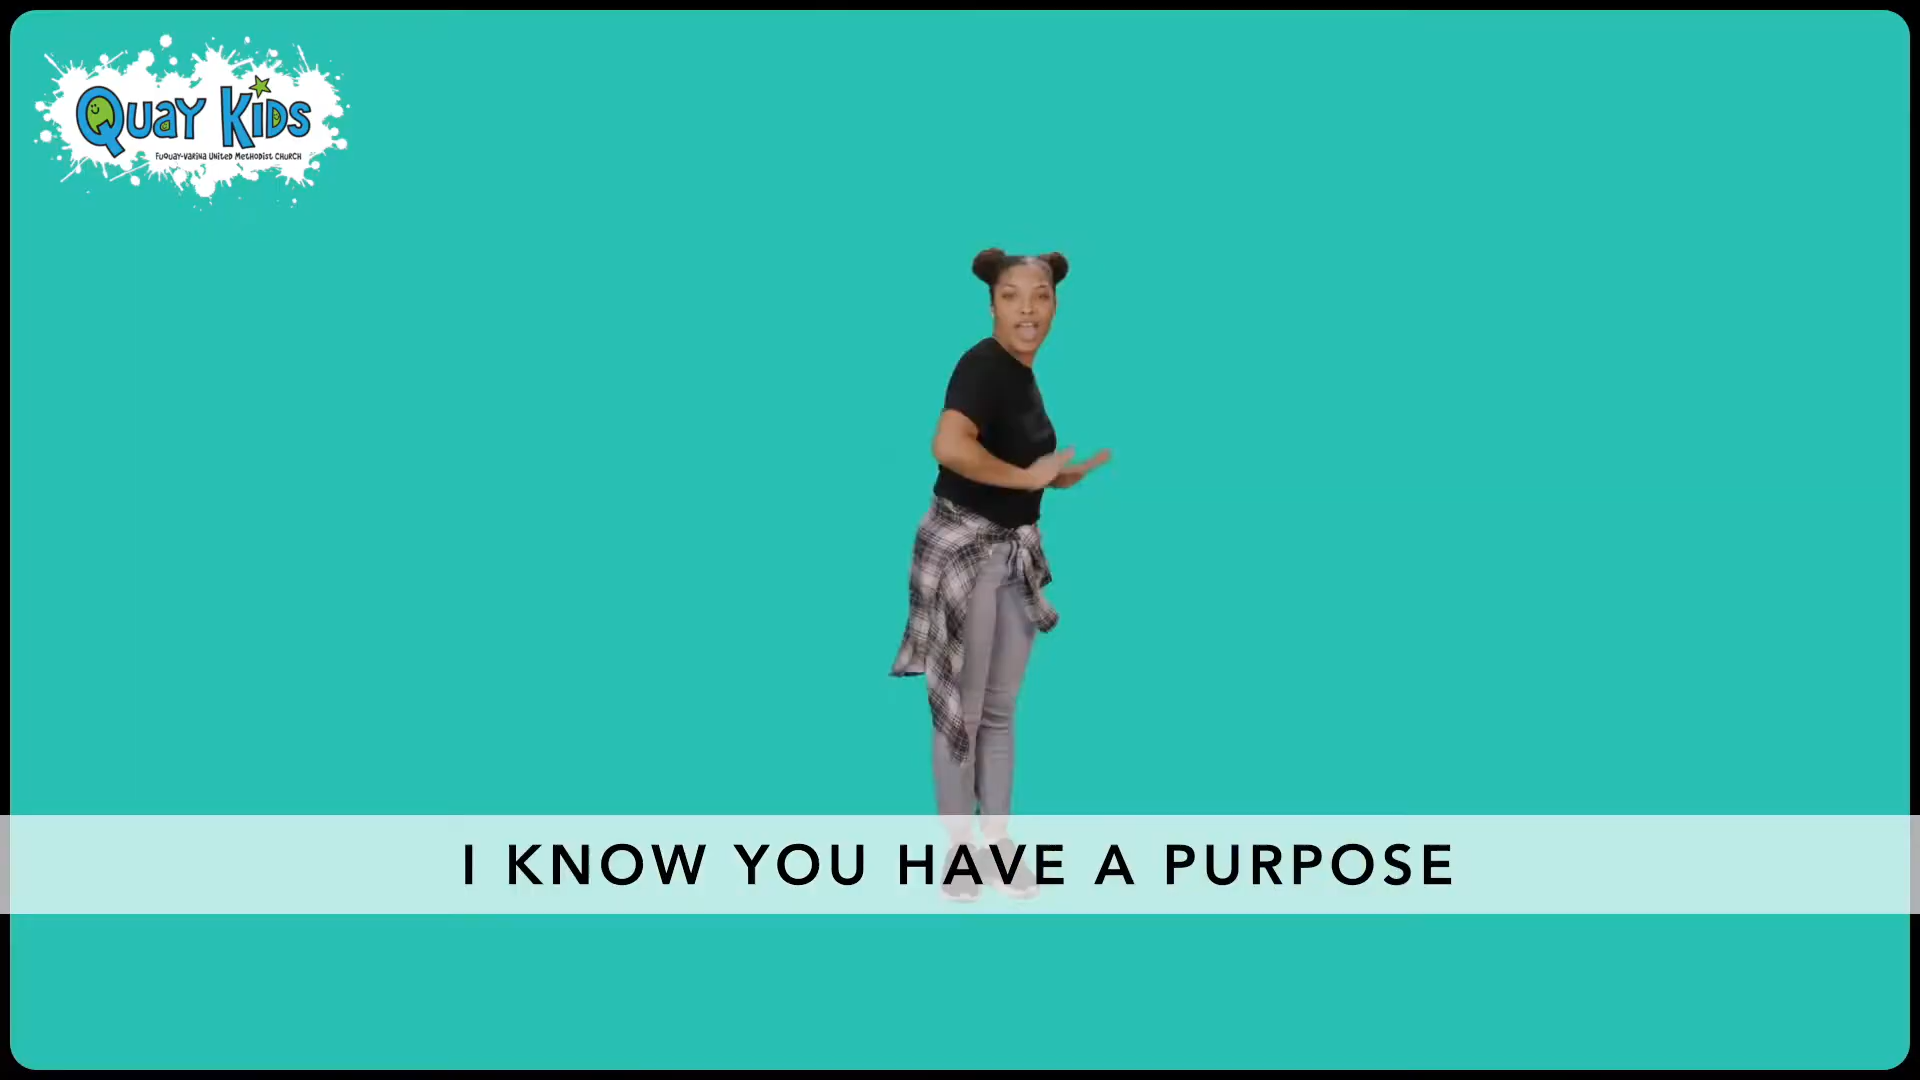 Quay Kids
Fuquay-Varina United Methodist Church
I KNOW YOU HAVE A PURPOSE